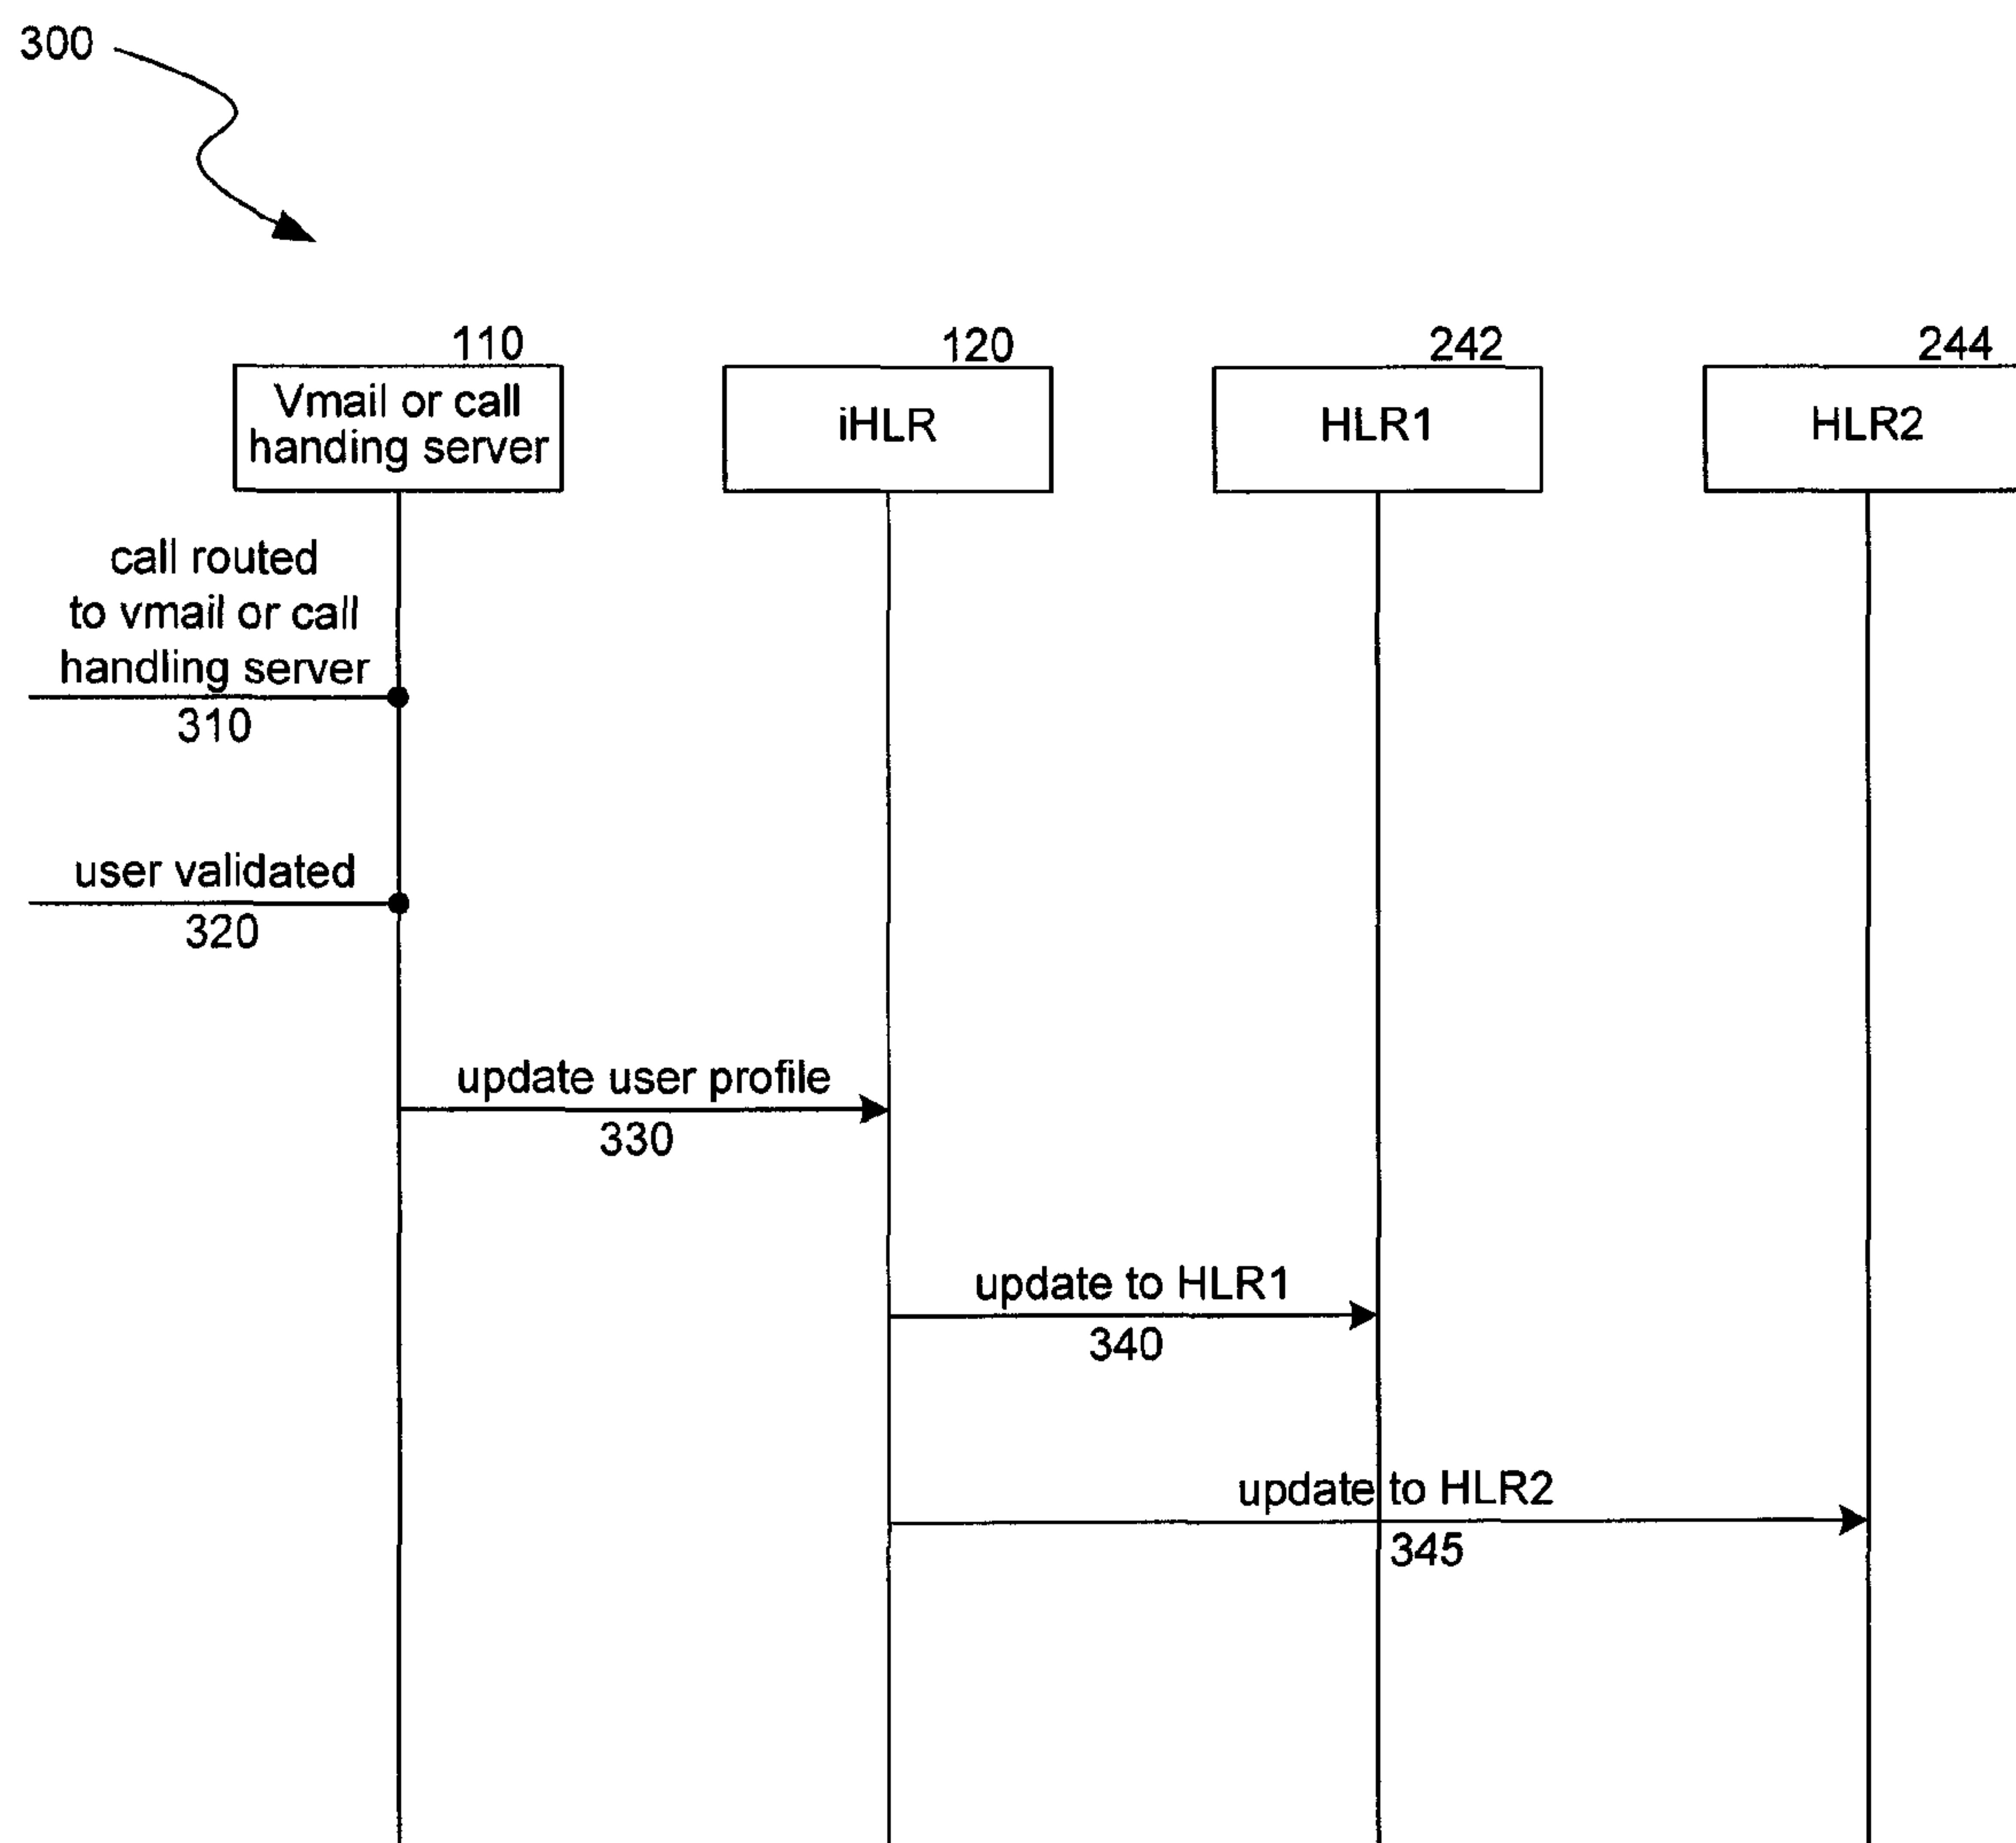 300
110
120
242
244
Vmail or call
handing server
iHLR
HLR1
HLR2
call routed
to vmail or call
handling server
310
user validated
320
update user profile
330
update to HLR1
340
update to HLR2
345